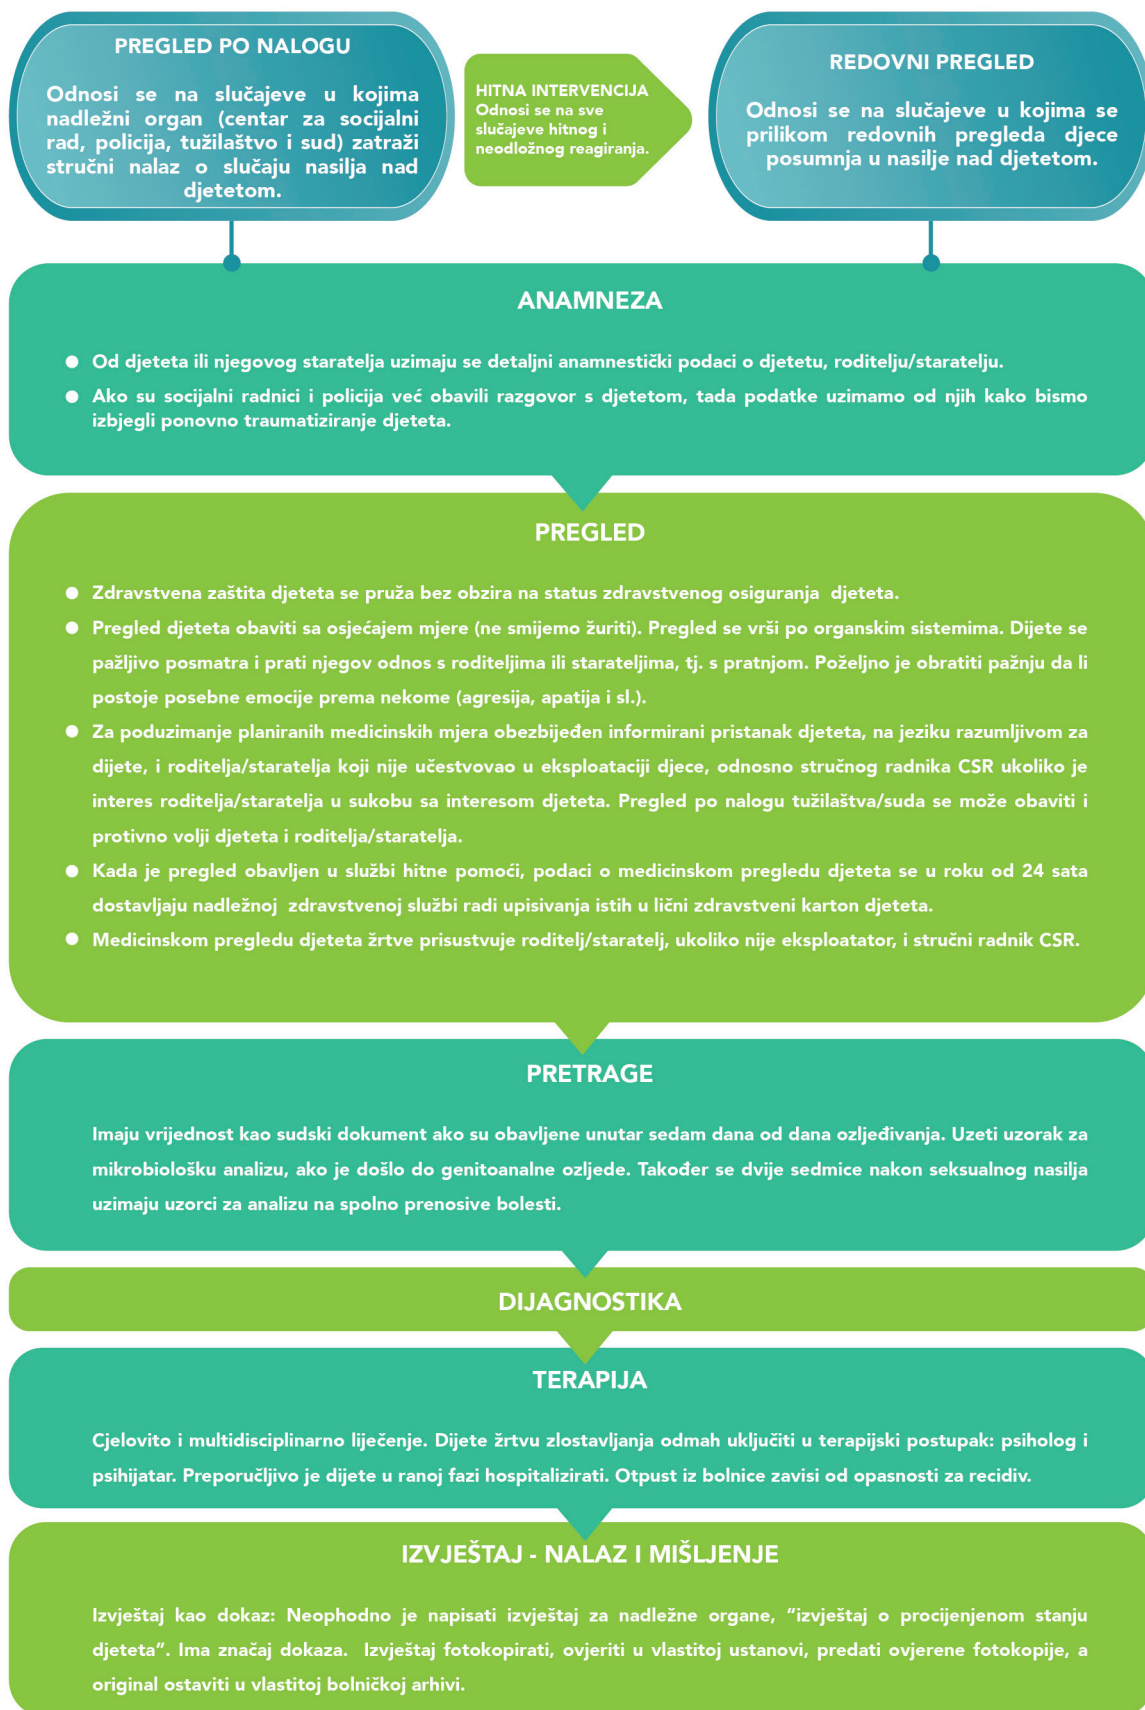 PREGLED PO NALOGU
Odnosi se na slučajeve u kojima
nadležni organ (centar za socijalni
rad, policija, tužilaštvo i sud) zatraži
stručni nalaz o slučaju nasilja nad
djetetom.
HITNA INTERVENCIJA
Odnosi se na sve
slučajeve hitnog i
neodložnog reagiranja.
REDOVNI PREGLED
Odnosi se na slučajeve u kojima se
prilikom redovnih pregleda djece
posumnja u nasilje nad djetetom.
ANAMNEZA
● Od djeteta ili njegovog staratelja uzimaju se detaljni anamnestički podaci o djetetu, roditelju/staratelju.
● Ako su socijalni radnici i policija već obavili razgovor s djetetom, tada podatke uzimamo od njih kako bismo
izbjegli ponovno traumatiziranje djeteta.
PREGLED
● Zdravstvena zaštita djeteta se pruža bez obzira na status zdravstvenog osiguranja djeteta.
● Pregled djeteta obaviti sa osjećajem mjere (ne smijemo žuriti). Pregled se vrši po organskim sistemima. Dijete se
pažljivo posmatra i prati njegov odnos s roditeljima ili starateljima, tj. s pratnjom. Poželjno je obratiti pažnju da li
postoje posebne emocije prema nekome (agresija, apatija i sl.).
● Za poduzimanje planiranih medicinskih mjera obezbijeđen informirani pristanak djeteta, na jeziku razumljivom za
dijete, i roditelja/staratelja koji nije učestvovao u eksploataciji djece, odnosno stručnog radnika CSR ukoliko je
interes roditelja/staratelja u sukobu sa interesom djeteta. Pregled po nalogu tužilaštva/suda se može obaviti i
protivno volji djeteta i roditelja/staratelja.
● Kada je pregled obavljen u službi hitne pomoći, podaci o medicinskom pregledu djeteta se u roku od 24 sata
dostavljaju nadležnoj zdravstvenoj službi radi upisivanja istih u lični zdravstveni karton djeteta.
● Medicinskom pregledu djeteta žrtve prisustvuje roditelj/staratelj, ukoliko nije eksploatator, i stručni radnik CSR.
PRETRAGE
Imaju vrijednost kao sudski dokument ako su obavljene unutar sedam dana od dana ozljeđivanja. Uzeti uzorak za
mikrobiološku analizu, ako je došlo do genitoanalne ozljede. Također se dvije sedmice nakon seksualnog nasilja
uzimaju uzorci za analizu na spolno prenosive bolesti.
DIJAGNOSTIKA
TERAPIJA
Cjelovito i multidisciplinarno liječenje. Dijete žrtvu zlostavljanja odmah uključiti u terapijski postupak: psiholog i
psihijatar. Preporučljivo je dijete u ranoj fazi hospitalizirati. Otpust iz bolnice zavisi od opasnosti za recidiv.
IZVJEŠTAJ - NALAZ I MIŠLJENJE
Izvještaj kao dokaz: Neophodno je napisati izvještaj za nadležne organe, “izvještaj o procijenjenom stanju
djeteta”. Ima značaj dokaza. Izvještaj fotokopirati, ovjeriti u vlastitoj ustanovi, predati ovjerene fotokopije, a
original ostaviti u vlastitoj bolničkoj arhivi.